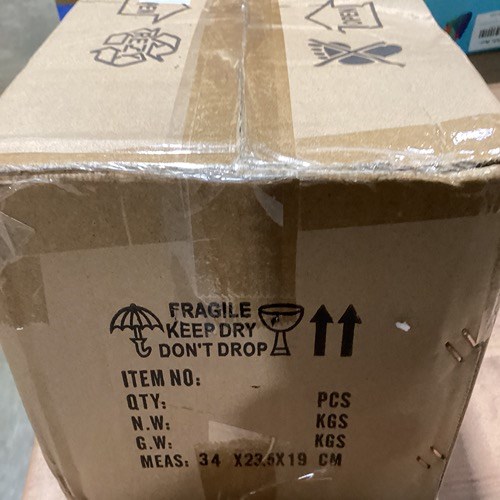 FRAGILE
KEEP DRY
DON'T DROP
ITEM NO:
QTY: PCS
N.W: KGS
G.W: KGS
MEAS: 34 X23.5X19 CM